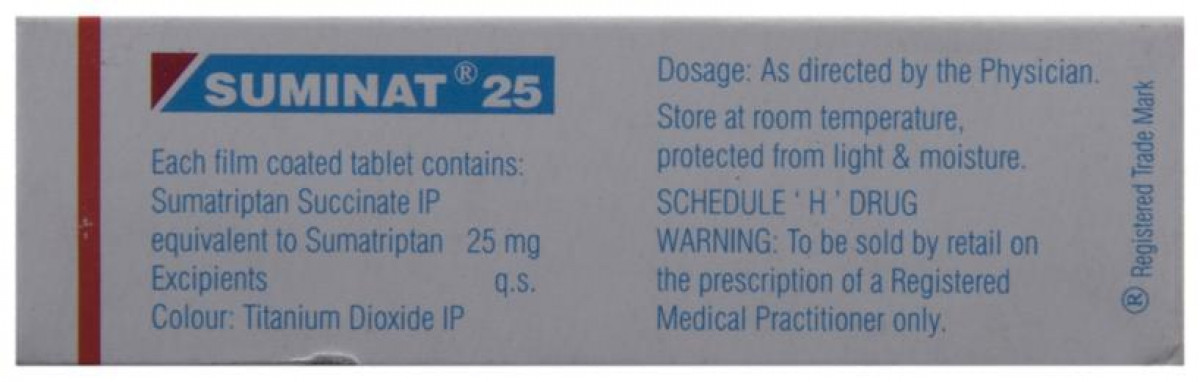 SUMINAT ® 25
Each film coated tablet contains:
Sumatriptan Succinate IP
equivalent to Sumatriptan 25 mg
Excipients q.s.
Colour: Titanium Dioxide IP
Dosage: As directed by the Physician.
Store at room temperature,
protected from light & moisture.
SCHEDULE ' H ' DRUG
WARNING: To be sold by retail on
the prescription of a Registered
Medical Practitioner only.
® Registered Trade Mark